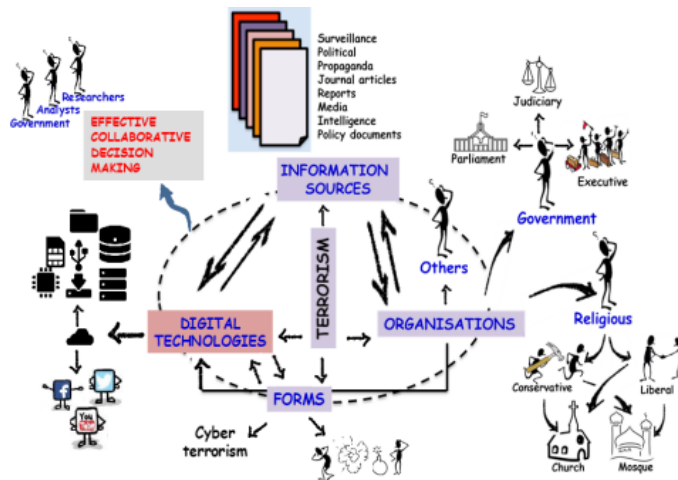 Surveillance
Political
Propaganda
Journal articles
Reports
Media
Intelligence
Policy documents
Researchers
Analysts
Government
EFFECTIVE
COLLABORATIVE
DECISION
MAKING
INFORMATION
SOURCES
Judiciary
Parliament
Executive
Government
Others
TERRORISM
DIGITAL
TECHNOLOGIES
ORGANISATIONS
Religious
FORMS
Conservative
Liberal
Cyber
terrorism
Church
Mosque
f
You